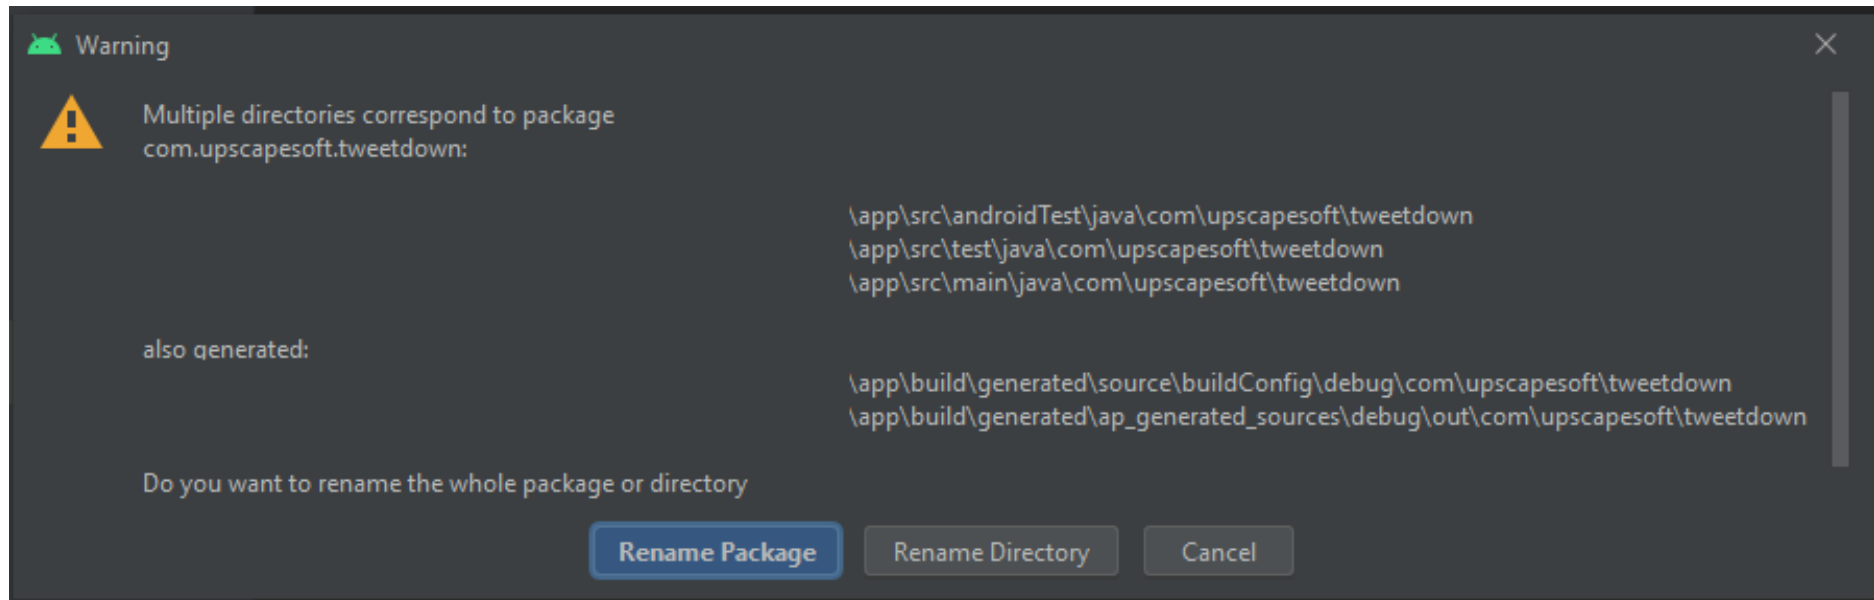 Warning
Multiple directories correspond to package
com.upscapesoft.tweetdown:
\app\src\androidTest\java\com\upscapesoft\tweetdown
\app\src\test\java\com\upscapesoft\tweetdown
\app\src\main\java\com\upscapesoft\tweetdown
also generated:
\app\build\generated\source\buildConfig\debug\com\upscapesoft\tweetdown
\app\build\generated\ap_generated_sources\debug\out\com\upscapesoft\tweetdown
Do you want to rename the whole package or directory
Rename Package Rename Directory Cancel